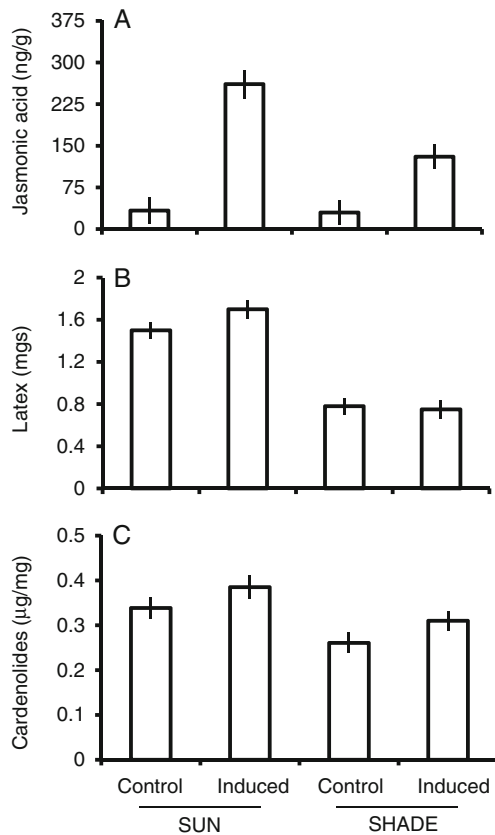 A
Jasmonic acid (ng/g)
375
300
225
150
75
0
B
Latex (mgs)
2
1.6
1.2
0.8
0.4
0
C
Cardenolides (µg/mg)
0.5
0.4
0.3
0.2
0.1
0
Control Induced Control Induced
SUN SHADE